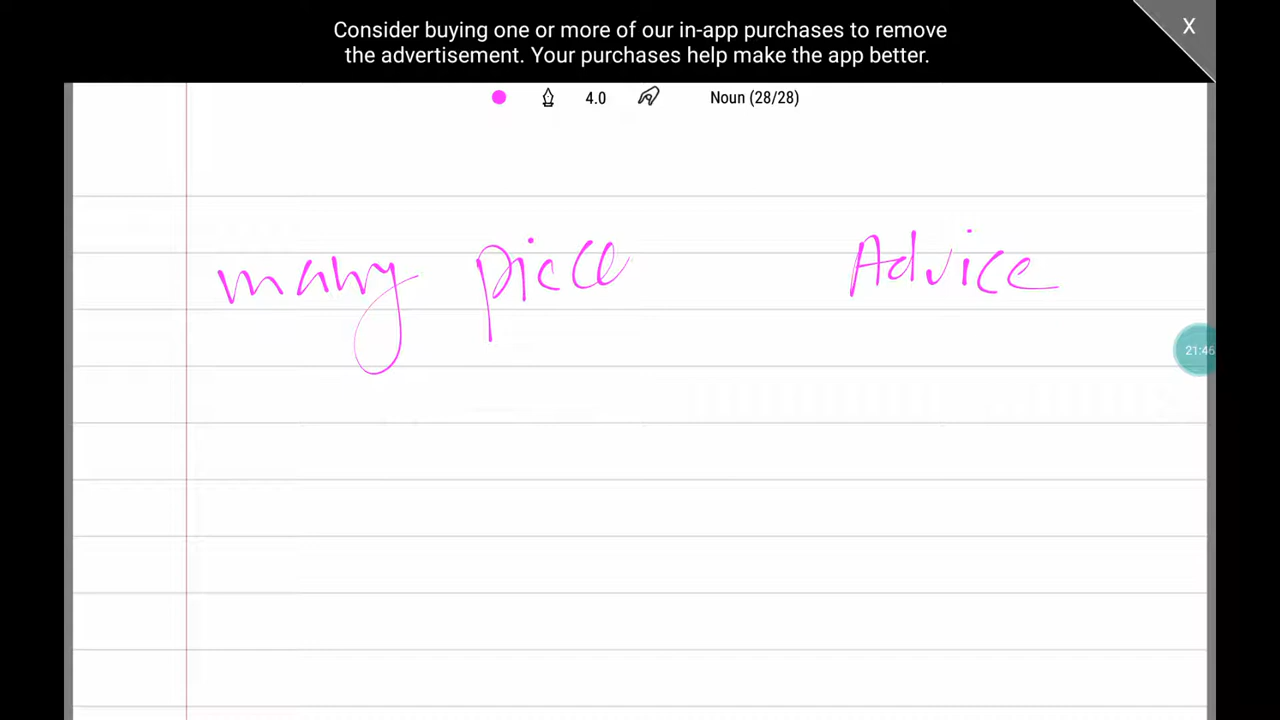 Consider buying one or more of our in-app purchases to remove
the advertisement. Your purchases help make the app better.
X
4.0 Noun (28/28)
many piece Advice
21:46